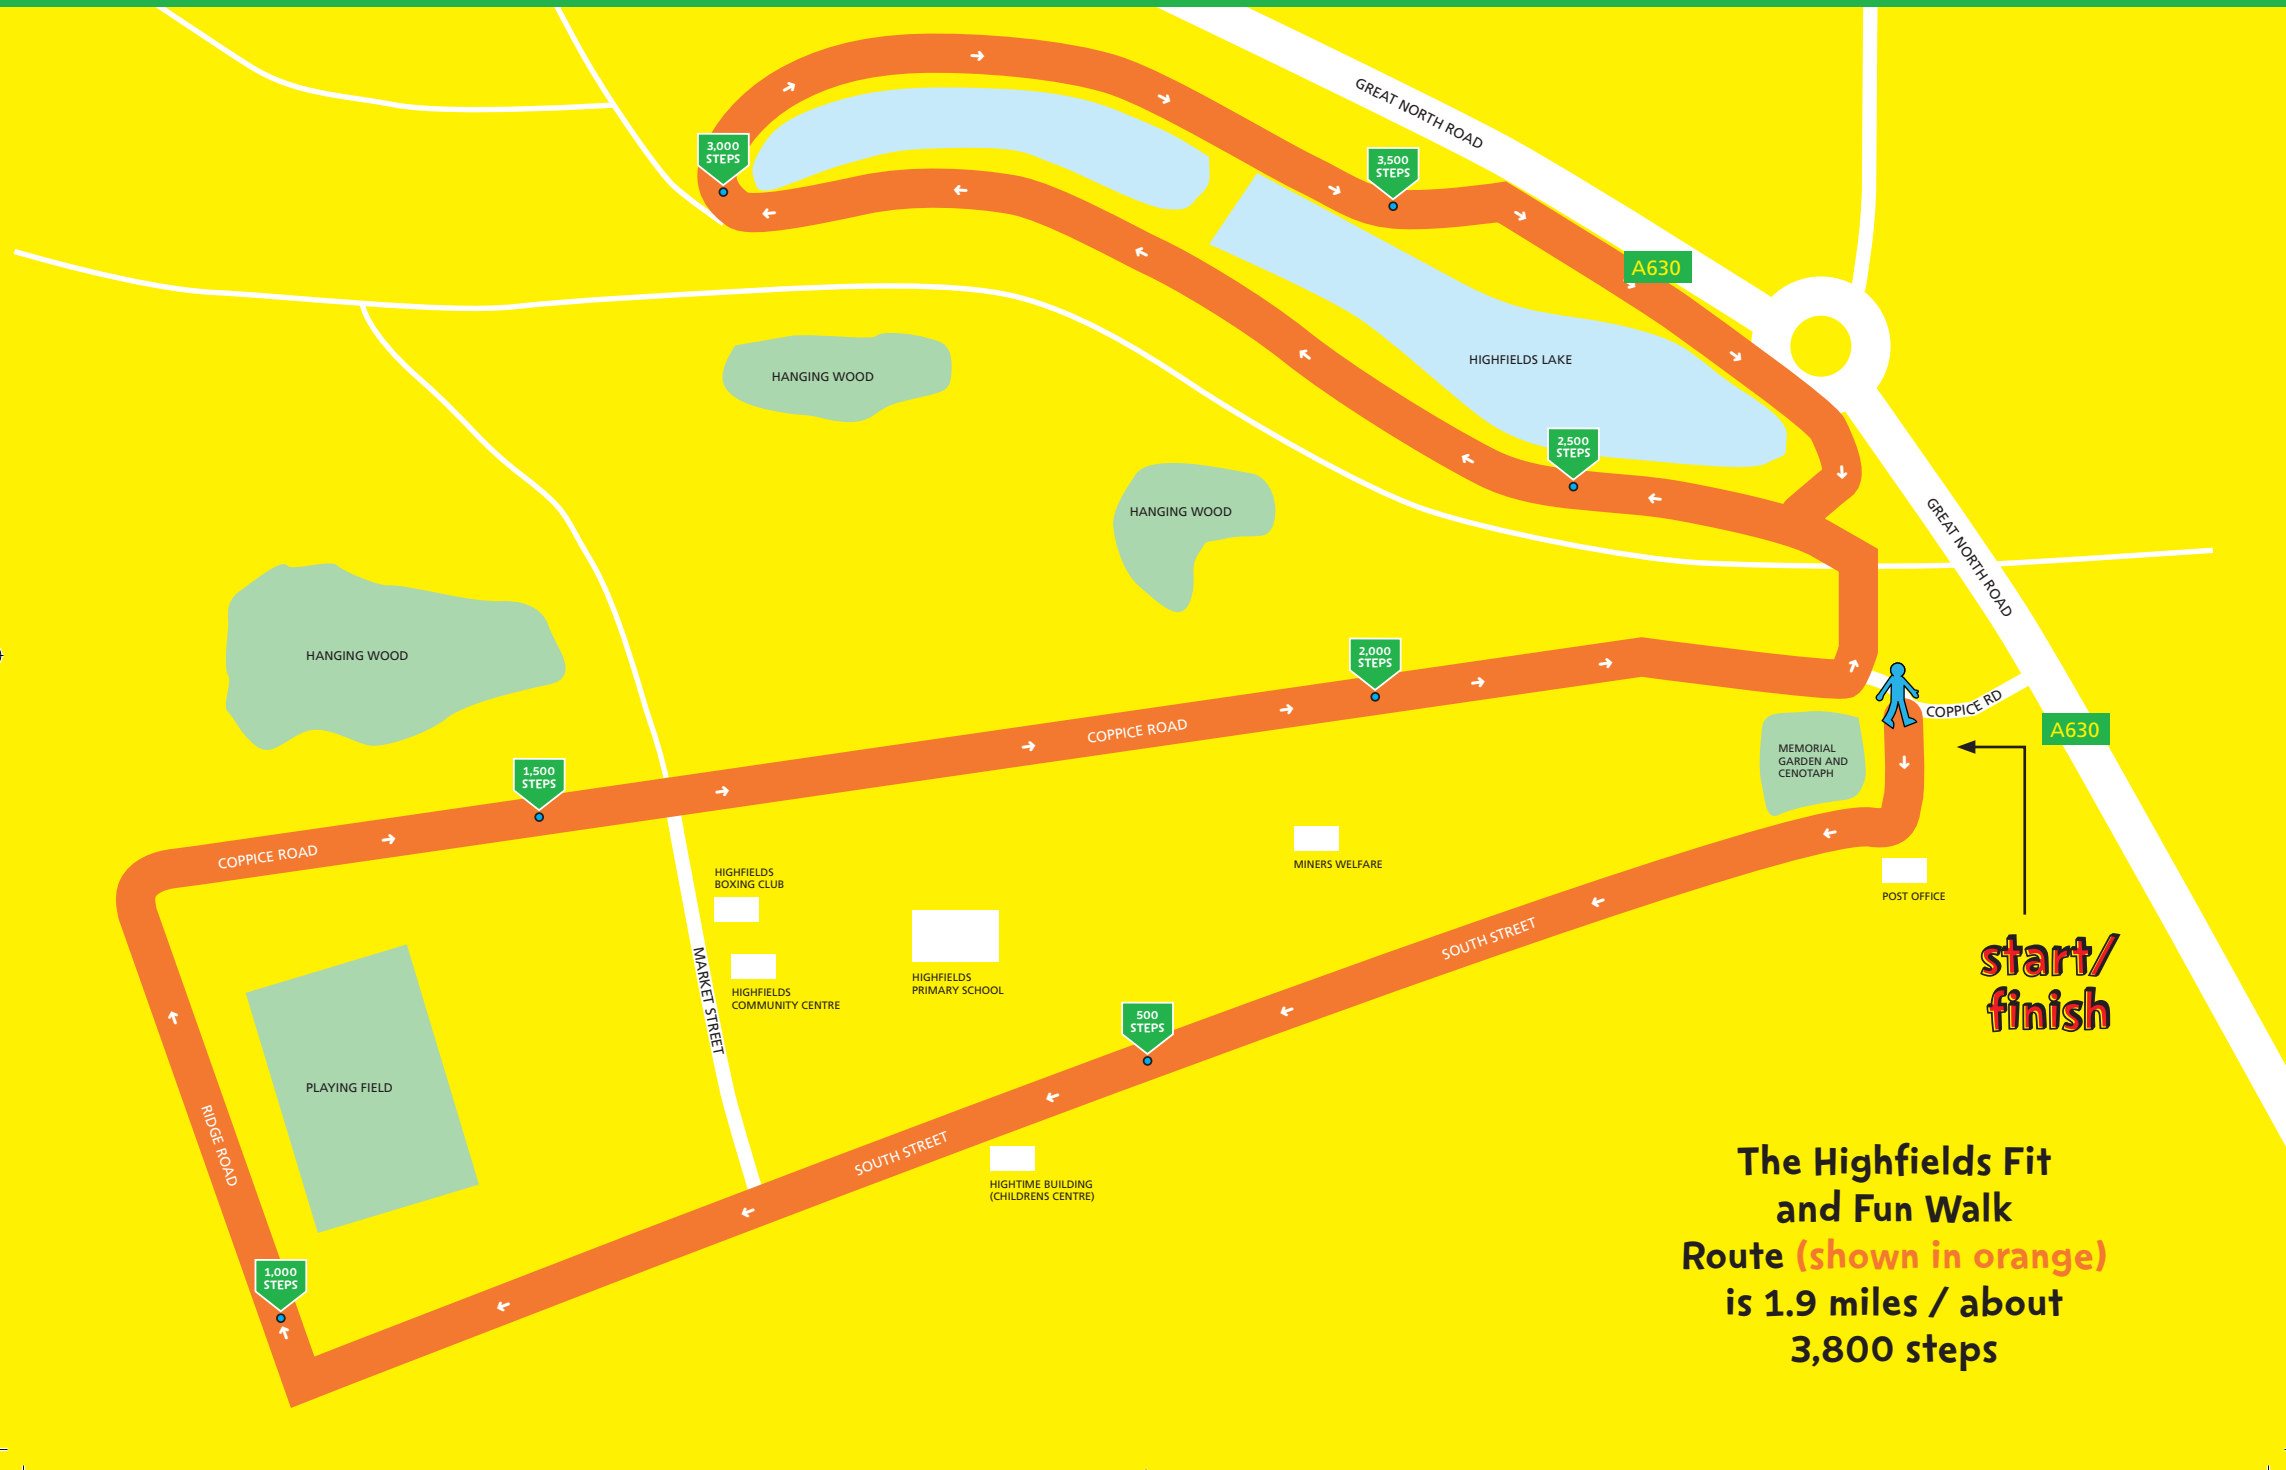 GREAT NORTH ROAD
3,000
STEPS
3,500
STEPS
A630
HIGHFIELDS LAKE
HANGING WOOD
2,500
STEPS
HANGING WOOD
GREAT NORTH ROAD
HANGING WOOD
2,000
STEPS
COPPICE RD
A630
COPPICE ROAD
MEMORIAL
GARDEN AND
CENOTAPH
1,500
STEPS
COPPICE ROAD
MINERS WELFARE
HIGHFIELDS
BOXING CLUB
POST OFFICE
SOUTH STREET
start/
finish
HIGHFIELDS
PRIMARY SCHOOL
HIGHFIELDS
COMMUNITY CENTRE
MARKET STREET
500
STEPS
PLAYING FIELD
RIDGE ROAD
SOUTH STREET
HIGHTIME BUILDING
(CHILDRENS CENTRE)
1,000
STEPS
The Highfields Fit
and Fun Walk
Route (shown in orange)
is 1.9 miles / about
3,800 steps